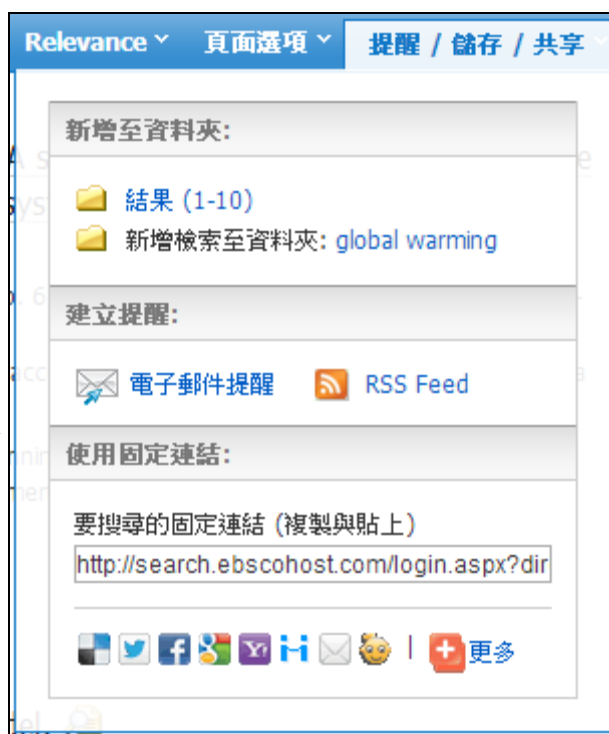 Relevance 頁面選項 提醒 / 儲存 / 共享
新增至資料夾:
結果 (1-10)
新增檢索至資料夾: global warming
建立提醒:
電子郵件提醒 RSS Feed
使用固定連結:
要搜尋的固定連結 (複製與貼上)
http://search.ebscohost.com/login.aspx?dir
更多